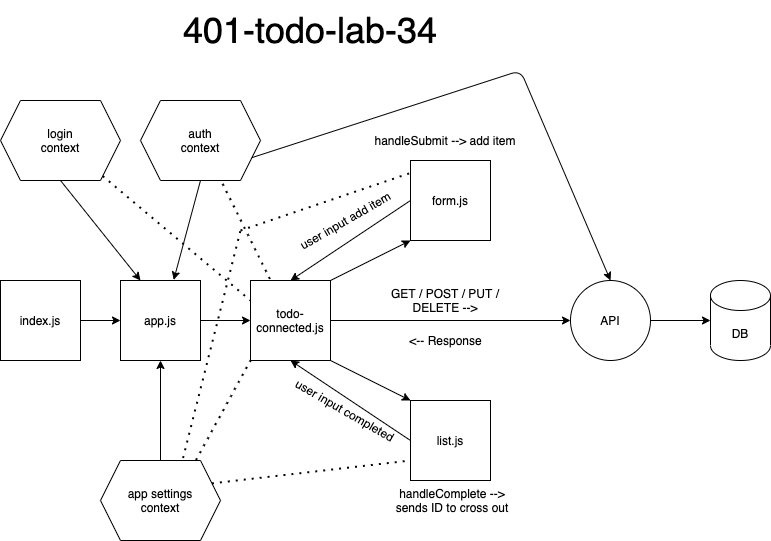 401-todo-lab-34
login
context
auth
context
handleSubmit --> add item
form.js
user input add item
index.js
app.js
todo-
connected.js
GET / POST / PUT /
DELETE -->
<-- Response
API
DB
user input completed
list.js
app settings
context
handleComplete -->
sends ID to cross out